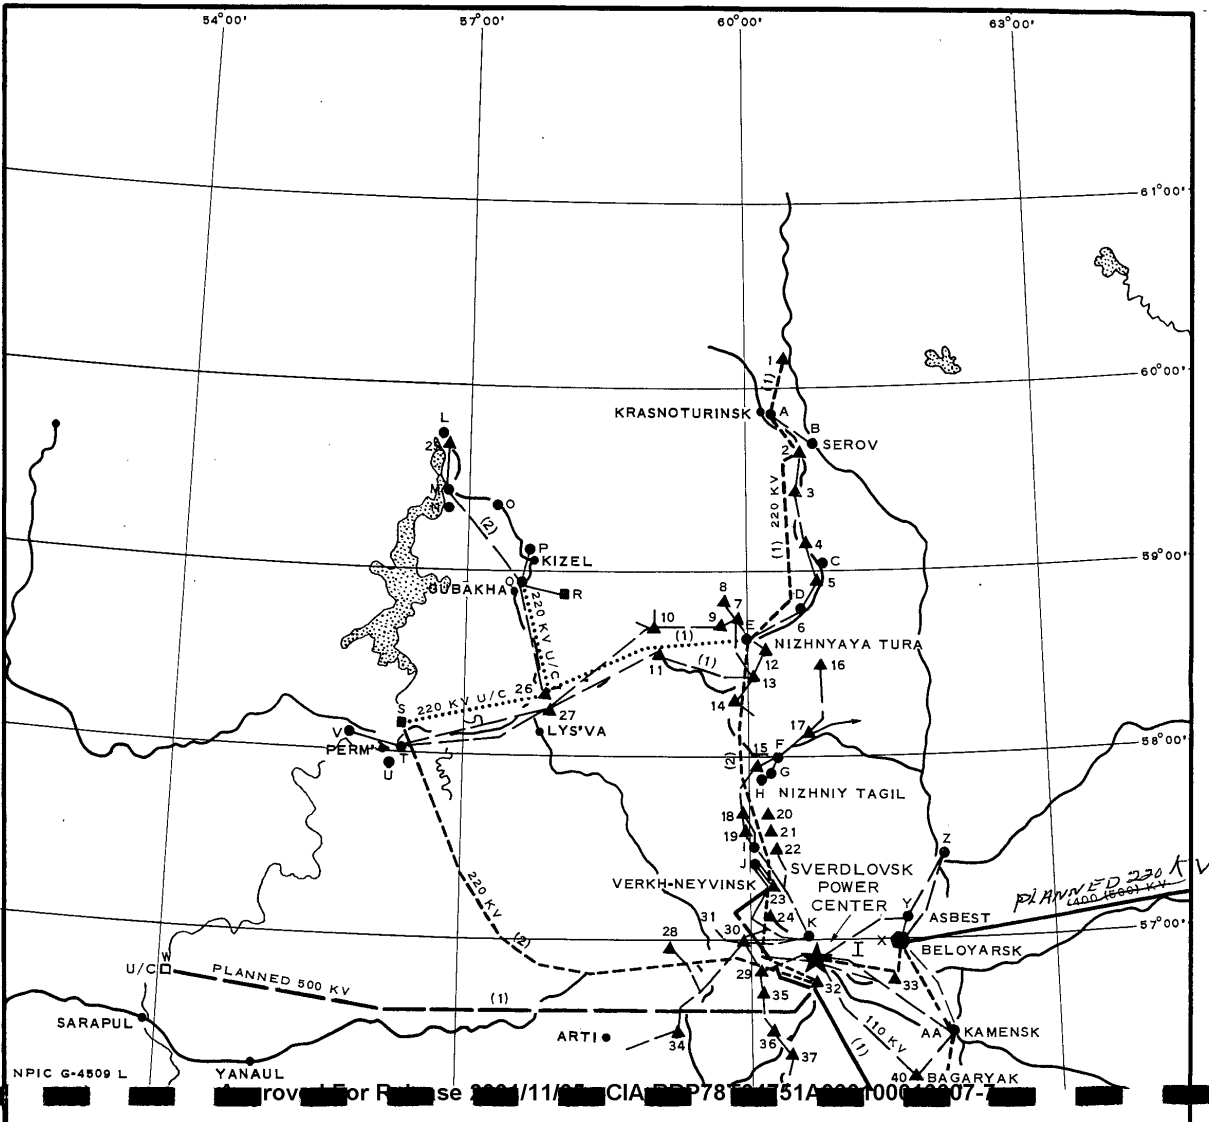 54°00'
57°00'
60°00'
63°00'
61°00'
60°00'
59°00'
58°00'
57°00'
1
(1)
KRASNOTURINSK
A
B
SEROV
2
L
M
N
O
(2)
3
220 KV
(1)
4
C
5
P
KIZEL
Q
GUBAKHA
R
220 KV U/C
D
6
8
7
9
10
E
(1)
NIZHNYAYA TURA
11
(1)
12
13
16
26
220 KV U/C
S
27
14
LYS'VA
V
PERM'
T
U
17
15
F
G
H
NIZHNIY TAGIL
(2)
18
20
19
21
22
I
J
Z
SVERDLOVSK
POWER
CENTER
VERKH-NEYVINSK
23
24
K
220 KV
(2)
PLANNED 220 KV
(400 (500) KV
Y
ASBEST
X
BELOYARSK
I
31
30
28
29
32
33
W
U/C
PLANNED 500 KV
(1)
35
SARAPUL
ARTI
34
36
37
110 KV
(1)
AA
KAMENSK
40
BAGARYAK
YANAUL
NPIC G-4509 L